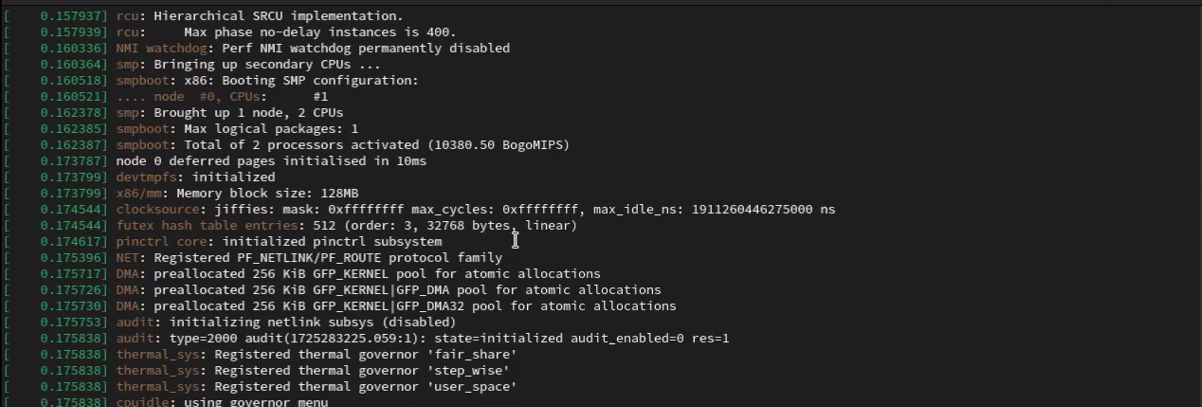 [    0.157937] rcu: Hierarchical SRCU implementation.
[    0.157939] rcu:     Max phase no-delay instances is 400.
[    0.160336] NMI watchdog: Perf NMI watchdog permanently disabled
[    0.160364] smp: Bringing up secondary CPUs ...
[    0.160518] smpboot: x86: Booting SMP configuration:
[    0.160521] .... node  #0, CPUs:      #1
[    0.162378] smp: Brought up 1 node, 2 CPUs
[    0.162385] smpboot: Max logical packages: 1
[    0.162387] smpboot: Total of 2 processors activated (10380.50 BogoMIPS)
[    0.173787] node 0 deferred pages initialised in 10ms
[    0.173799] devtmpfs: initialized
[    0.173799] x86/mm: Memory block size: 128MB
[    0.174544] clocksource: jiffies: mask: 0xffffffff max_cycles: 0xffffffff, max_idle_ns: 1911260446275000 ns
[    0.174544] futex hash table entries: 512 (order: 3, 32768 bytes, linear)
[    0.174617] pinctrl core: initialized pinctrl subsystem
[    0.175396] NET: Registered PF_NETLINK/PF_ROUTE protocol family
[    0.175717] DMA: preallocated 256 KiB GFP_KERNEL pool for atomic allocations
[    0.175726] DMA: preallocated 256 KiB GFP_KERNEL|GFP_DMA pool for atomic allocations
[    0.175730] DMA: preallocated 256 KiB GFP_KERNEL|GFP_DMA32 pool for atomic allocations
[    0.175753] audit: initializing netlink subsys (disabled)
[    0.175838] audit: type=2000 audit(1725283225.059:1): state=initialized audit_enabled=0 res=1
[    0.175838] thermal_sys: Registered thermal governor 'fair_share'
[    0.175838] thermal_sys: Registered thermal governor 'step_wise'
[    0.175838] thermal_sys: Registered thermal governor 'user_space'
[    0.175838] cpuidle: using governor menu